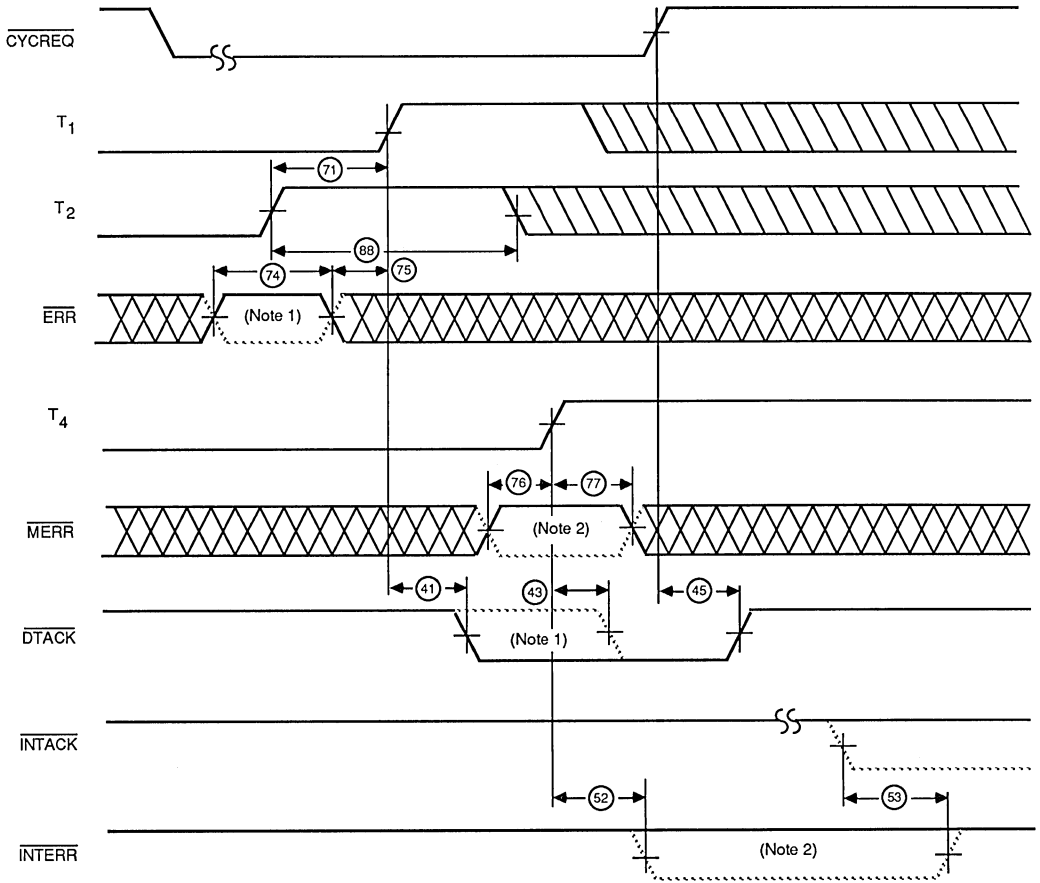 CYCREQ
T1
71
T2
88
74
75
ERR
(Note 1)
T4
76
77
MERR
(Note 2)
41
43
45
DTACK
(Note 1)
INTACK
52
53
INTERR
(Note 2)